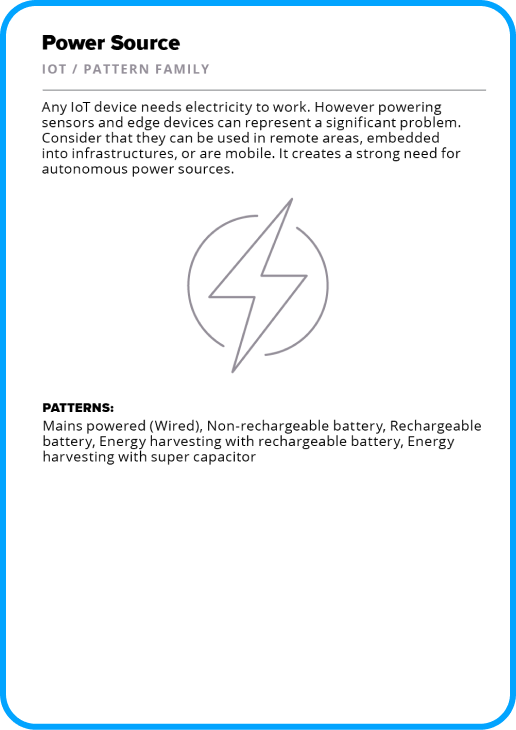 Power Source
IOT / PATTERN FAMILY
Any IoT device needs electricity to work. However powering
sensors and edge devices can represent a significant problem.
Consider that they can be used in remote areas, embedded
into infrastructures, or are mobile. It creates a strong need for
autonomous power sources.
PATTERNS:
Mains powered (Wired), Non-rechargeable battery, Rechargeable
battery, Energy harvesting with rechargeable battery, Energy
harvesting with super capacitor